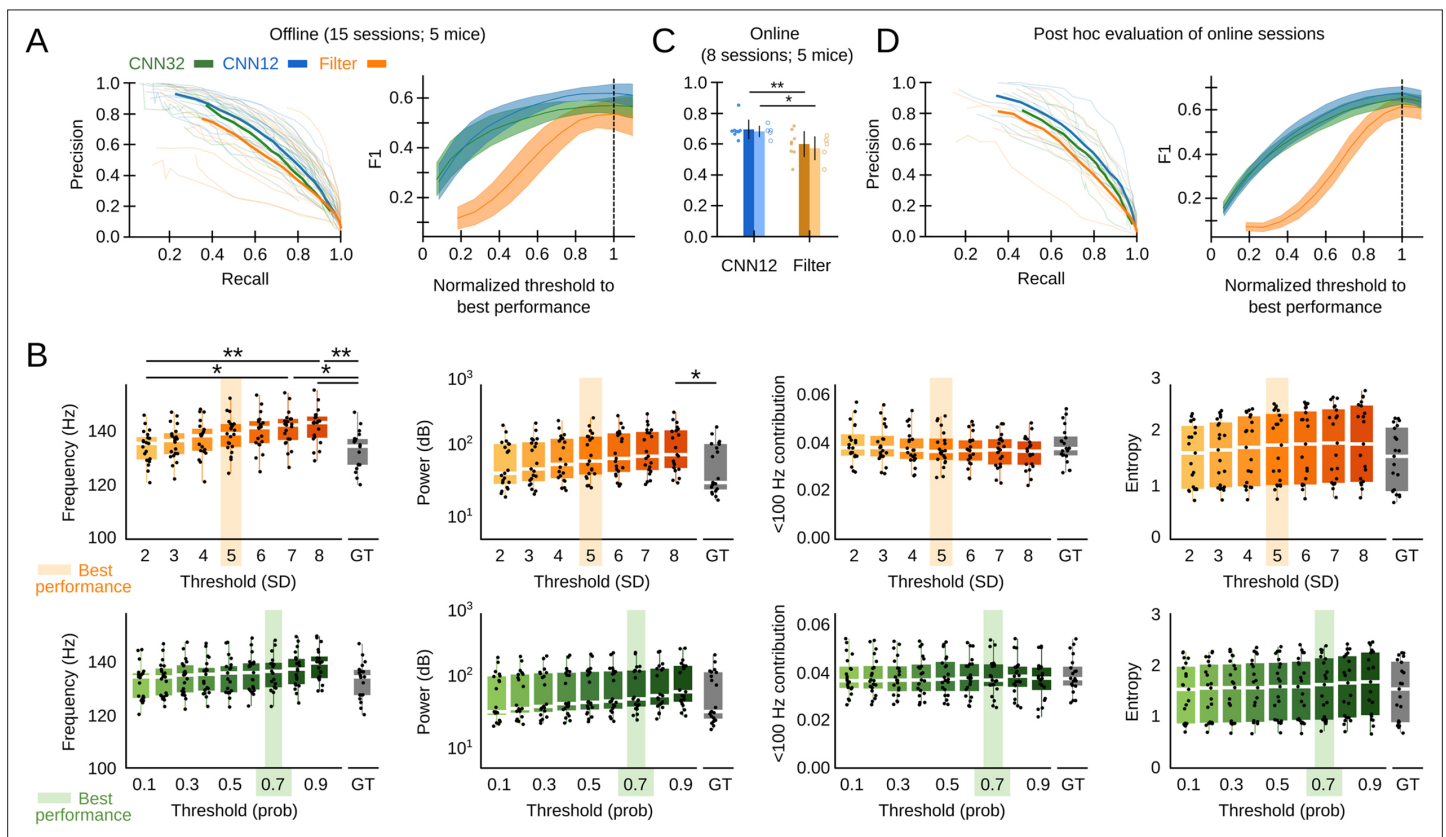 A
Offline (15 sessions; 5 mice)
CNN32 CNN12 Filter
Precision
1.0
0.8
0.6
0.4
0.2
0.0
0.2 0.4 0.6 0.8 1.0
Recall
F1
0.6
0.4
0.2
0 0.2 0.4 0.6 0.8 1
Normalized threshold to
best performance
C
Online
(8 sessions; 5 mice)
1.0
0.8
0.6
0.4
0.2
0.0
**
*
CNN12 Filter
D
Post hoc evaluation of online sessions
Precision
1.0
0.8
0.6
0.4
0.2
0.0
0.2 0.4 0.6 0.8 1.0
Recall
F1
0.6
0.4
0.2
0 0.2 0.4 0.6 0.8 1
Normalized threshold to
best performance
B
** **
* *
Frequency (Hz)
160
140
120
100
2 3 4 5 6 7 8 GT
Threshold (SD)
Best
performance
*
Power (dB)
10³
10²
10¹
2 3 4 5 6 7 8 GT
Threshold (SD)
<100 Hz contribution
0.06
0.04
0.02
0.00
2 3 4 5 6 7 8 GT
Threshold (SD)
Entropy
3
2
1
0
2 3 4 5 6 7 8 GT
Threshold (SD)
Frequency (Hz)
160
140
120
100
0.1 0.3 0.5 0.7 0.9 GT
Threshold (prob)
Best
performance
Power (dB)
10³
10²
10¹
0.1 0.3 0.5 0.7 0.9 GT
Threshold (prob)
<100 Hz contribution
0.06
0.04
0.02
0.00
0.1 0.3 0.5 0.7 0.9 GT
Threshold (prob)
Entropy
3
2
1
0
0.1 0.3 0.5 0.7 0.9 GT
Threshold (prob)